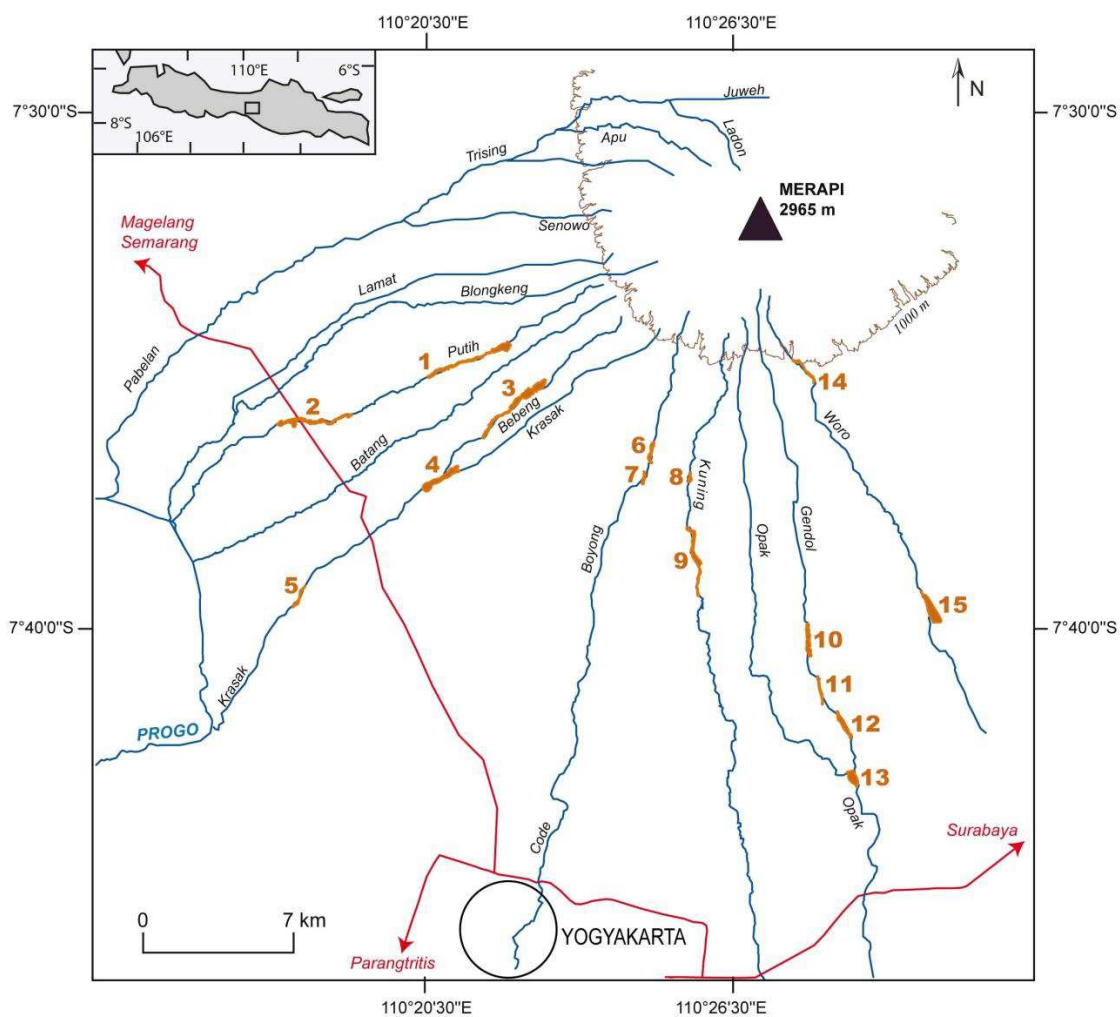 110°20'30"E
110°26'30"E
110°E
6°S
8°S
106°E
7°30'0"S
7°30'0"S
N
Juweh
Ladon
Apu
Trising
MERAPI
2965 m
Magelang
Semarang
Senowo
Lamat
Blongkeng
1000 m
Pabelan
Putih
1
2
3
Bebeng
Krasak
14
Batang
4
Woro
6
7
8
Kuning
Boyong
Opak
Gendol
9
5
15
7°40'0"S
7°40'0"S
10
11
Krasak
12
PROGO
13
Opak
Code
Surabaya
0
7 km
YOGYAKARTA
Parangtritis
110°20'30"E
110°26'30"E